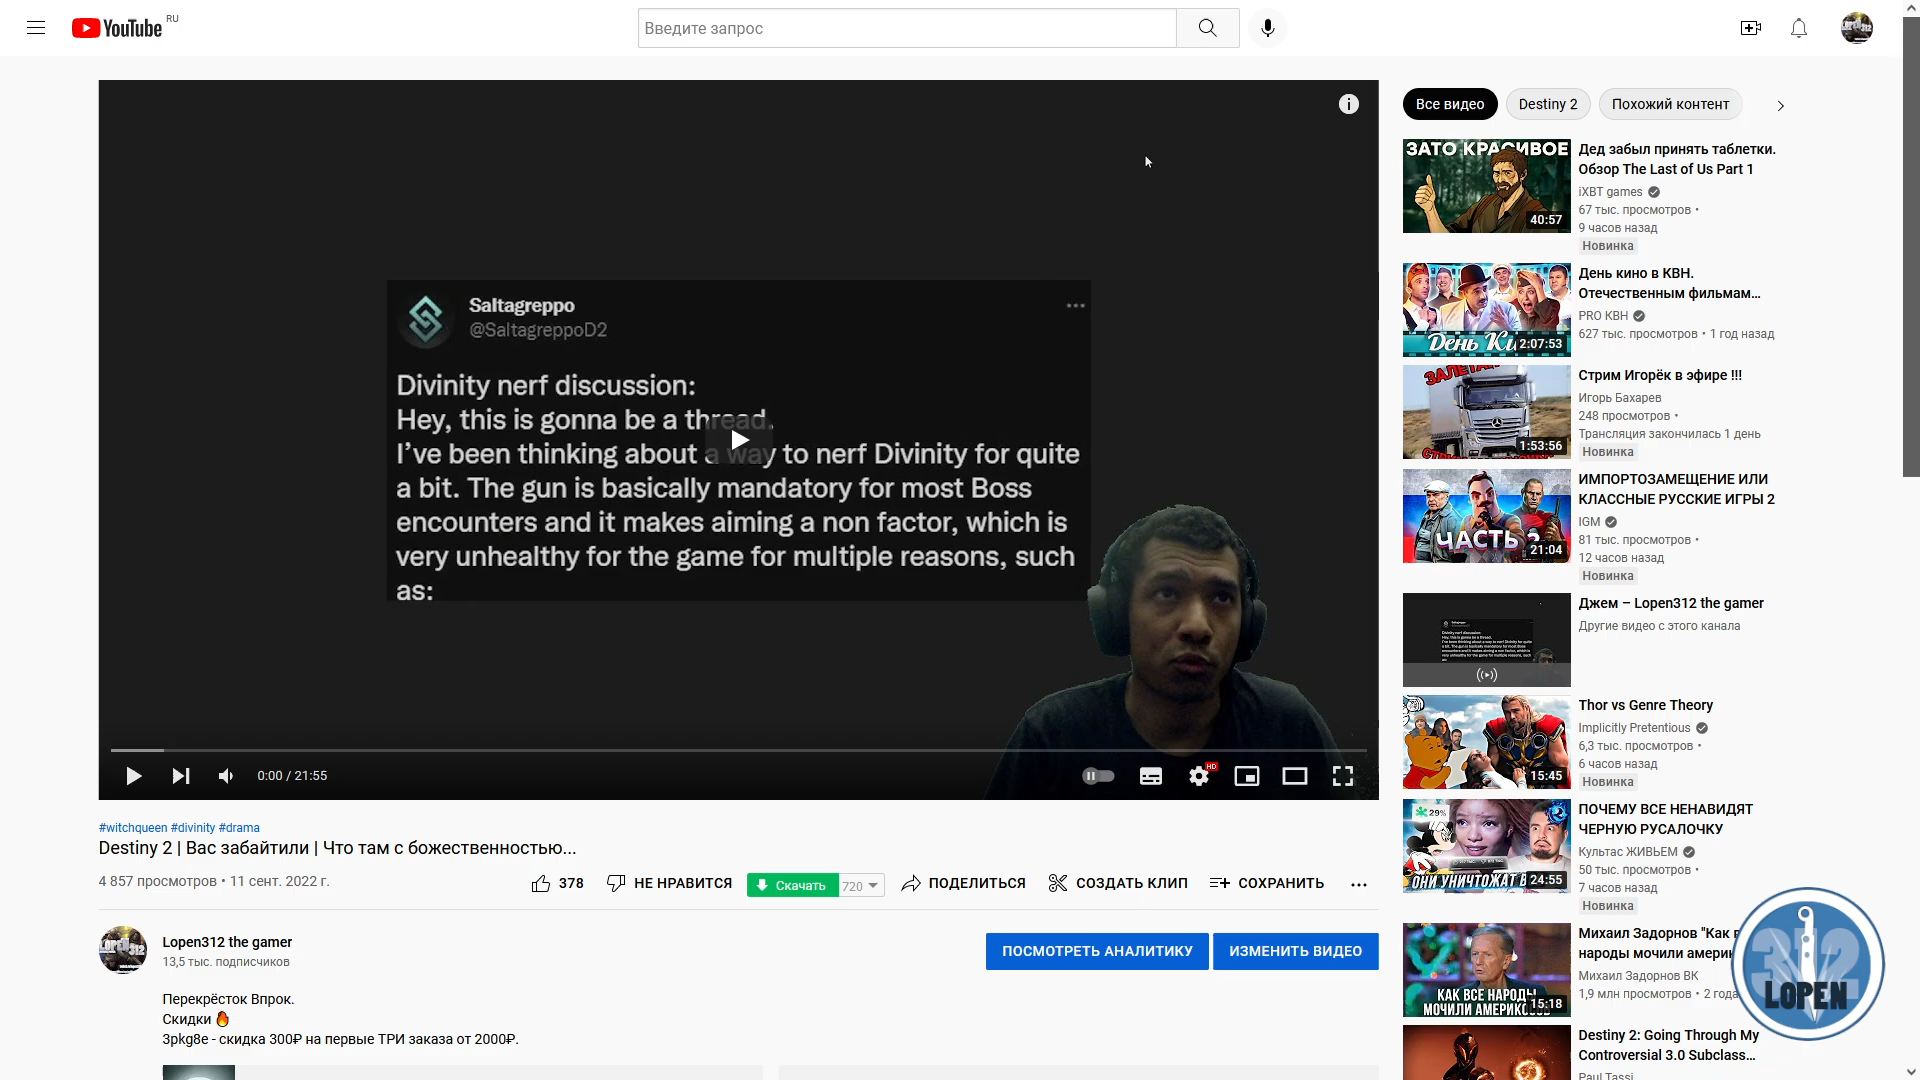 YouTube RU
Введите запрос
Saltagreppo
@SaltagreppoD2
Divinity nerf discussion:
Hey, this is gonna be a thread.
I've been thinking about a way to nerf Divinity for quite
a bit. The gun is basically mandatory for most Boss
encounters and it makes aiming a non factor, which is
very unhealthy for the game for multiple reasons, such
as:
0:00 / 21:55
HD
#witchqueen #divinity #drama
Destiny 2 | Вас забайтили | Что там с божественностью...
4 857 просмотров • 11 сент. 2022 г.
378
НЕ НРАВИТСЯ
Скачать
720
ПОДЕЛИТЬСЯ
СОЗДАТЬ КЛИП
СОХРАНИТЬ
Lopen312 the gamer
13,5 тыс. подписчиков
ПОСМОТРЕТЬ АНАЛИТИКУ
ИЗМЕНИТЬ ВИДЕО
Перекрёсток Впрок.
Скидки
3pkg8e - скидка 300₽ на первые ТРИ заказа от 2000₽.
Все видео
Destiny 2
Похожий контент
ЗАТО КРАСИВОЕ
40:57
Дед забыл принять таблетки.
Обзор The Last of Us Part 1
iXBT games
67 тыс. просмотров •
9 часов назад
Новинка
2:07:53
День кино в КВН.
Отечественным фильмам...
PRO КВН
627 тыс. просмотров • 1 год назад
1:53:56
Стрим Игорёк в эфире !!!
Игорь Бахарев
248 просмотров •
Трансляция закончилась 1 день
Новинка
ЧАСТЬ 2
21:04
ИМПОРТОЗАМЕЩЕНИЕ ИЛИ
КЛАССНЫЕ РУССКИЕ ИГРЫ 2
IGM
81 тыс. просмотров •
12 часов назад
Новинка
Джем – Lopen312 the gamer
Другие видео с этого канала
15:45
Thor vs Genre Theory
Implicitly Pretentious
6,3 тыс. просмотров •
6 часов назад
Новинка
29%
24:55
ПОЧЕМУ ВСЕ НЕНАВИДЯТ
ЧЕРНУЮ РУСАЛОЧКУ
Культас ЖИВЬЕМ
50 тыс. просмотров •
7 часов назад
Новинка
КАК ВСЕ НАРОДЫ
МОЧИЛИ АМЕРИКОСОВ
15:18
Михаил Задорнов "Как
народы мочили
Михаил Задорнов ВК
1,9 млн просмотров • 2 года
312
LOPEN
Destiny 2: Going Through My
Controversial 3.0 Subclass...
Paul Tassi